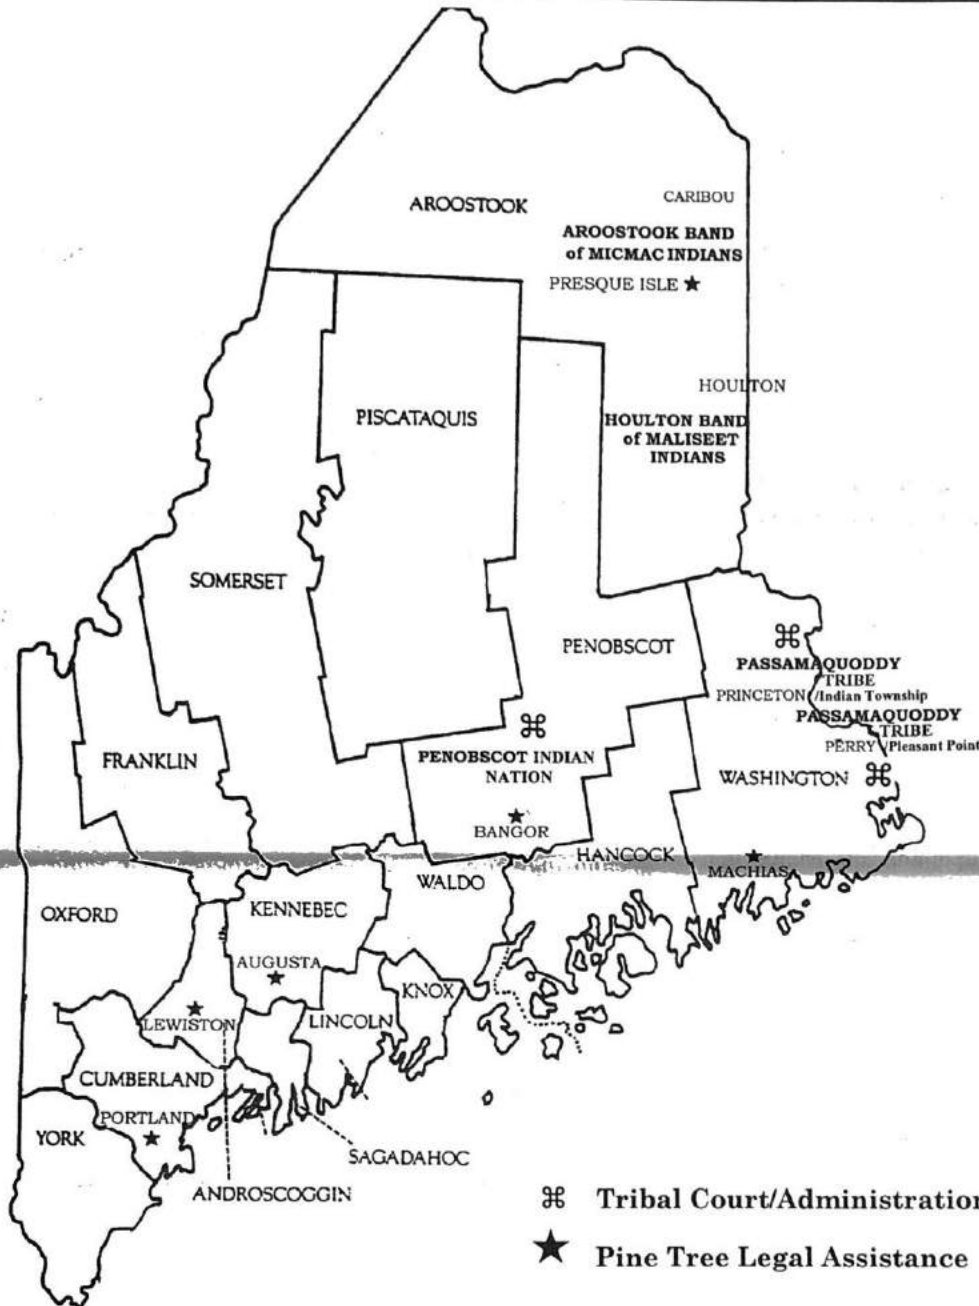 AROOSTOOK
CARIBOU
AROOSTOOK BAND
of MICMAC INDIANS
PRESQUE ISLE ★
HOULTON
PISCATAQUIS
HOULTON BAND
of MALISEET
INDIANS
SOMERSET
PENOBSCOT
⌘
PASSAMAQUODDY
TRIBE
PRINCETON /Indian Township
PASSAMAQUODDY
TRIBE
PERRY /Pleasant Point
⌘
PENOBSCOT INDIAN
NATION
FRANKLIN
WASHINGTON ⌘
★
BANGOR
HANCOCK
★
MACHIAS
WALDO
OXFORD
KENNEBEC
AUGUSTA
★
KNOX
★
LEWISTON
LINCOLN
CUMBERLAND
PORTLAND
★
YORK
SAGADAHOC
ANDROSCOGGIN
⌘ Tribal Court/Administration
★ Pine Tree Legal Assistance